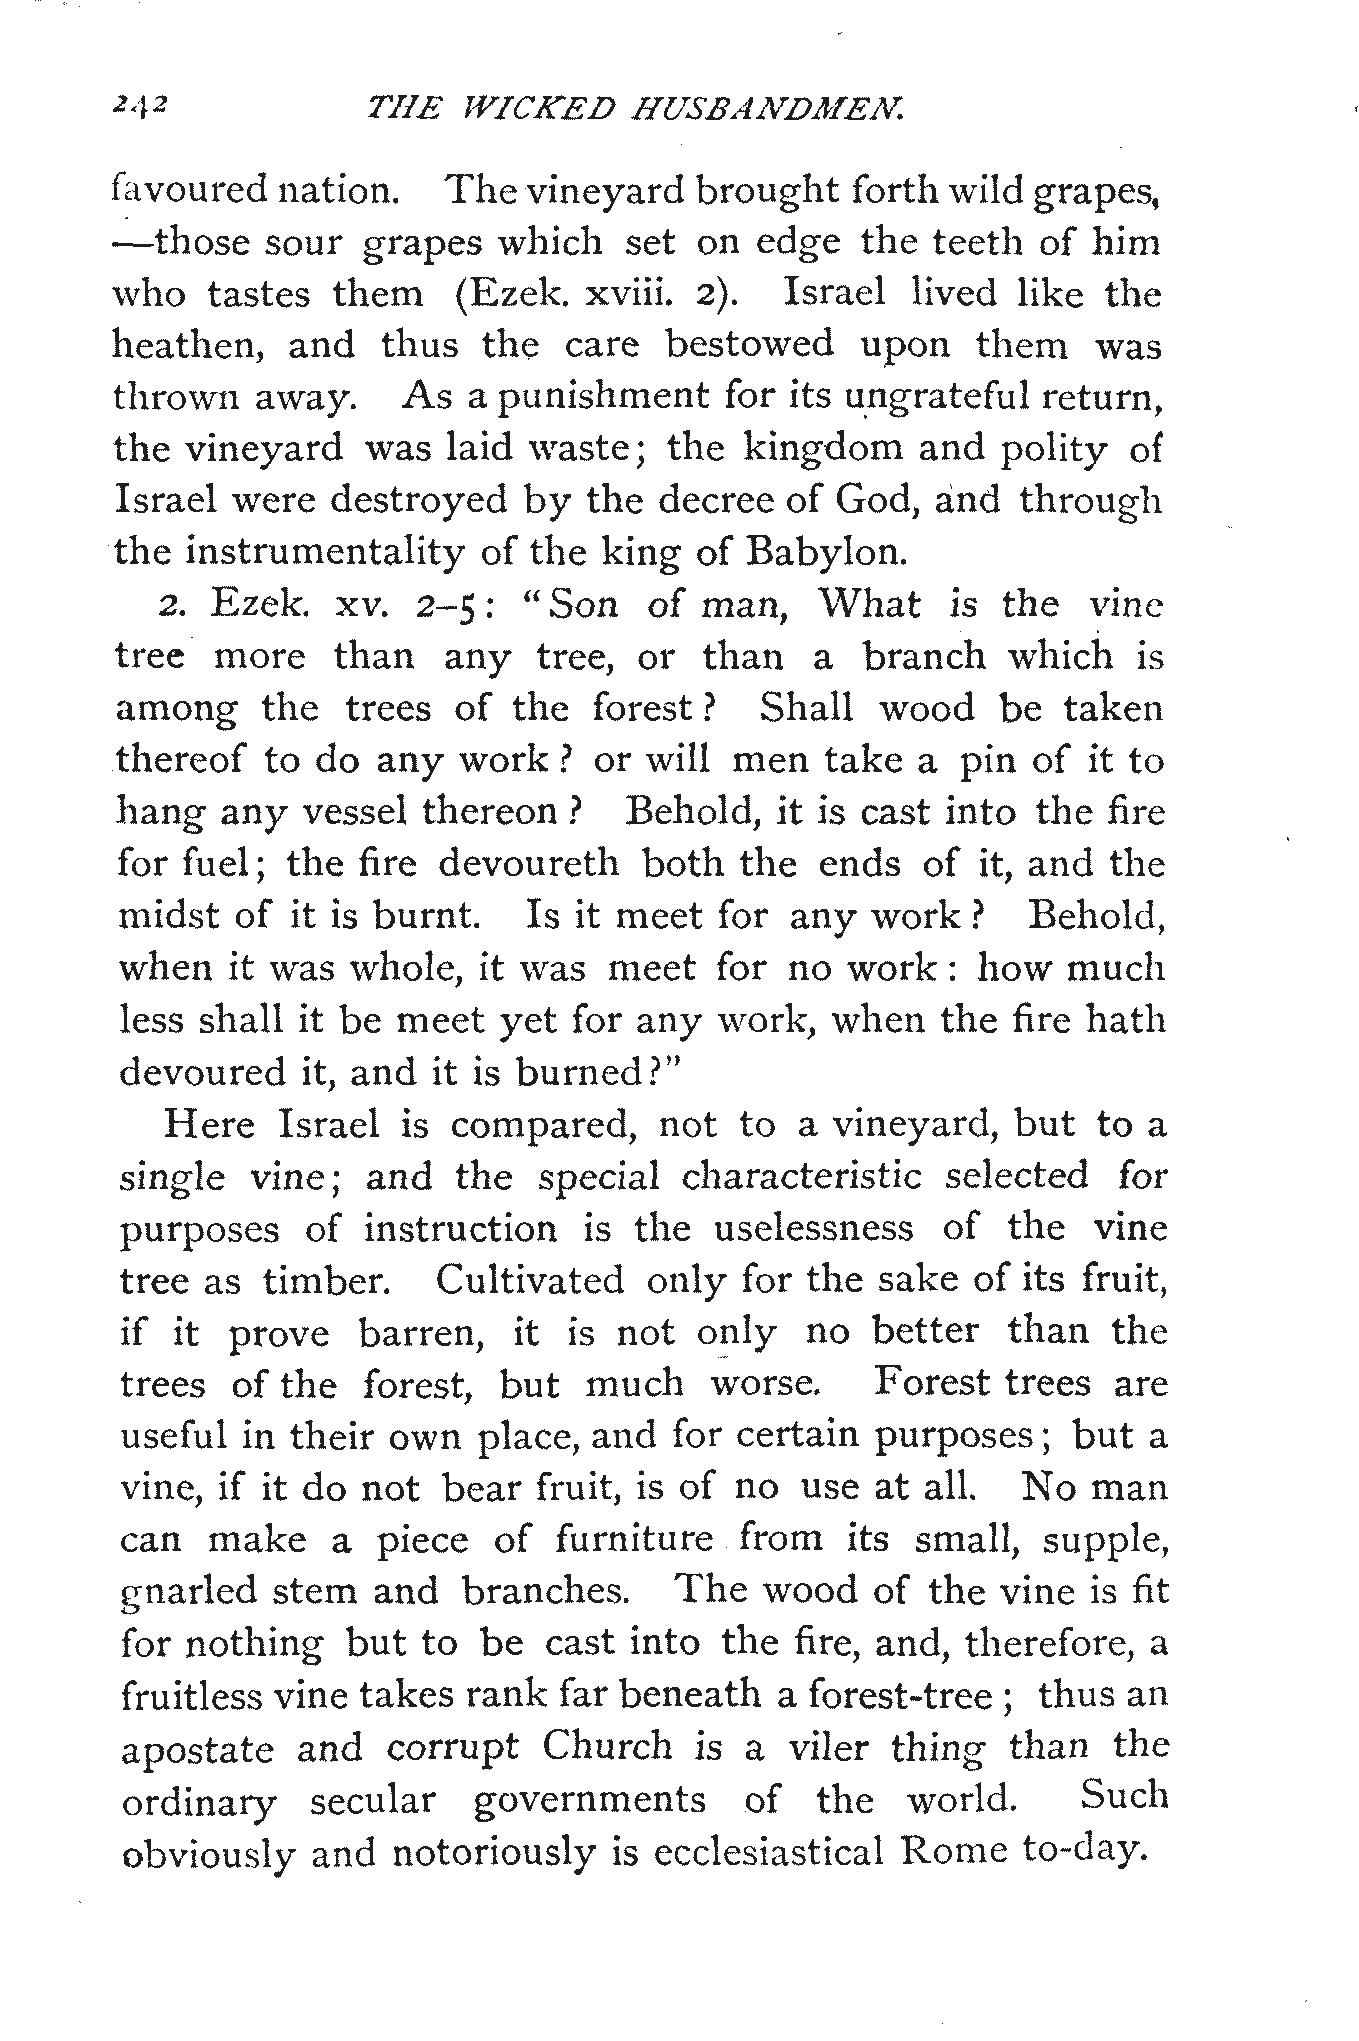 242 THE WICKED HUSBANDMEN.
favoured nation. The vineyard brought forth wild grapes,
—those sour grapes which set on edge the teeth of him
who tastes them (Ezek. xviii. 2). Israel lived like the
heathen, and thus the care bestowed upon them was
thrown away. As a punishment for its ungrateful return,
the vineyard was laid waste; the kingdom and polity of
Israel were destroyed by the decree of God, and through
the instrumentality of the king of Babylon.
2. Ezek. xv. 2–5: “Son of man, What is the vine
tree more than any tree, or than a branch which is
among the trees of the forest? Shall wood be taken
thereof to do any work? or will men take a pin of it to
hang any vessel thereon? Behold, it is cast into the fire
for fuel; the fire devoureth both the ends of it, and the
midst of it is burnt. Is it meet for any work? Behold,
when it was whole, it was meet for no work: how much
less shall it be meet yet for any work, when the fire hath
devoured it, and it is burned?”
Here Israel is compared, not to a vineyard, but to a
single vine; and the special characteristic selected for
purposes of instruction is the uselessness of the vine
tree as timber. Cultivated only for the sake of its fruit,
if it prove barren, it is not only no better than the
trees of the forest, but much worse. Forest trees are
useful in their own place, and for certain purposes; but a
vine, if it do not bear fruit, is of no use at all. No man
can make a piece of furniture from its small, supple,
gnarled stem and branches. The wood of the vine is fit
for nothing but to be cast into the fire, and, therefore, a
fruitless vine takes rank far beneath a forest-tree; thus an
apostate and corrupt Church is a viler thing than the
ordinary secular governments of the world. Such
obviously and notoriously is ecclesiastical Rome to-day.